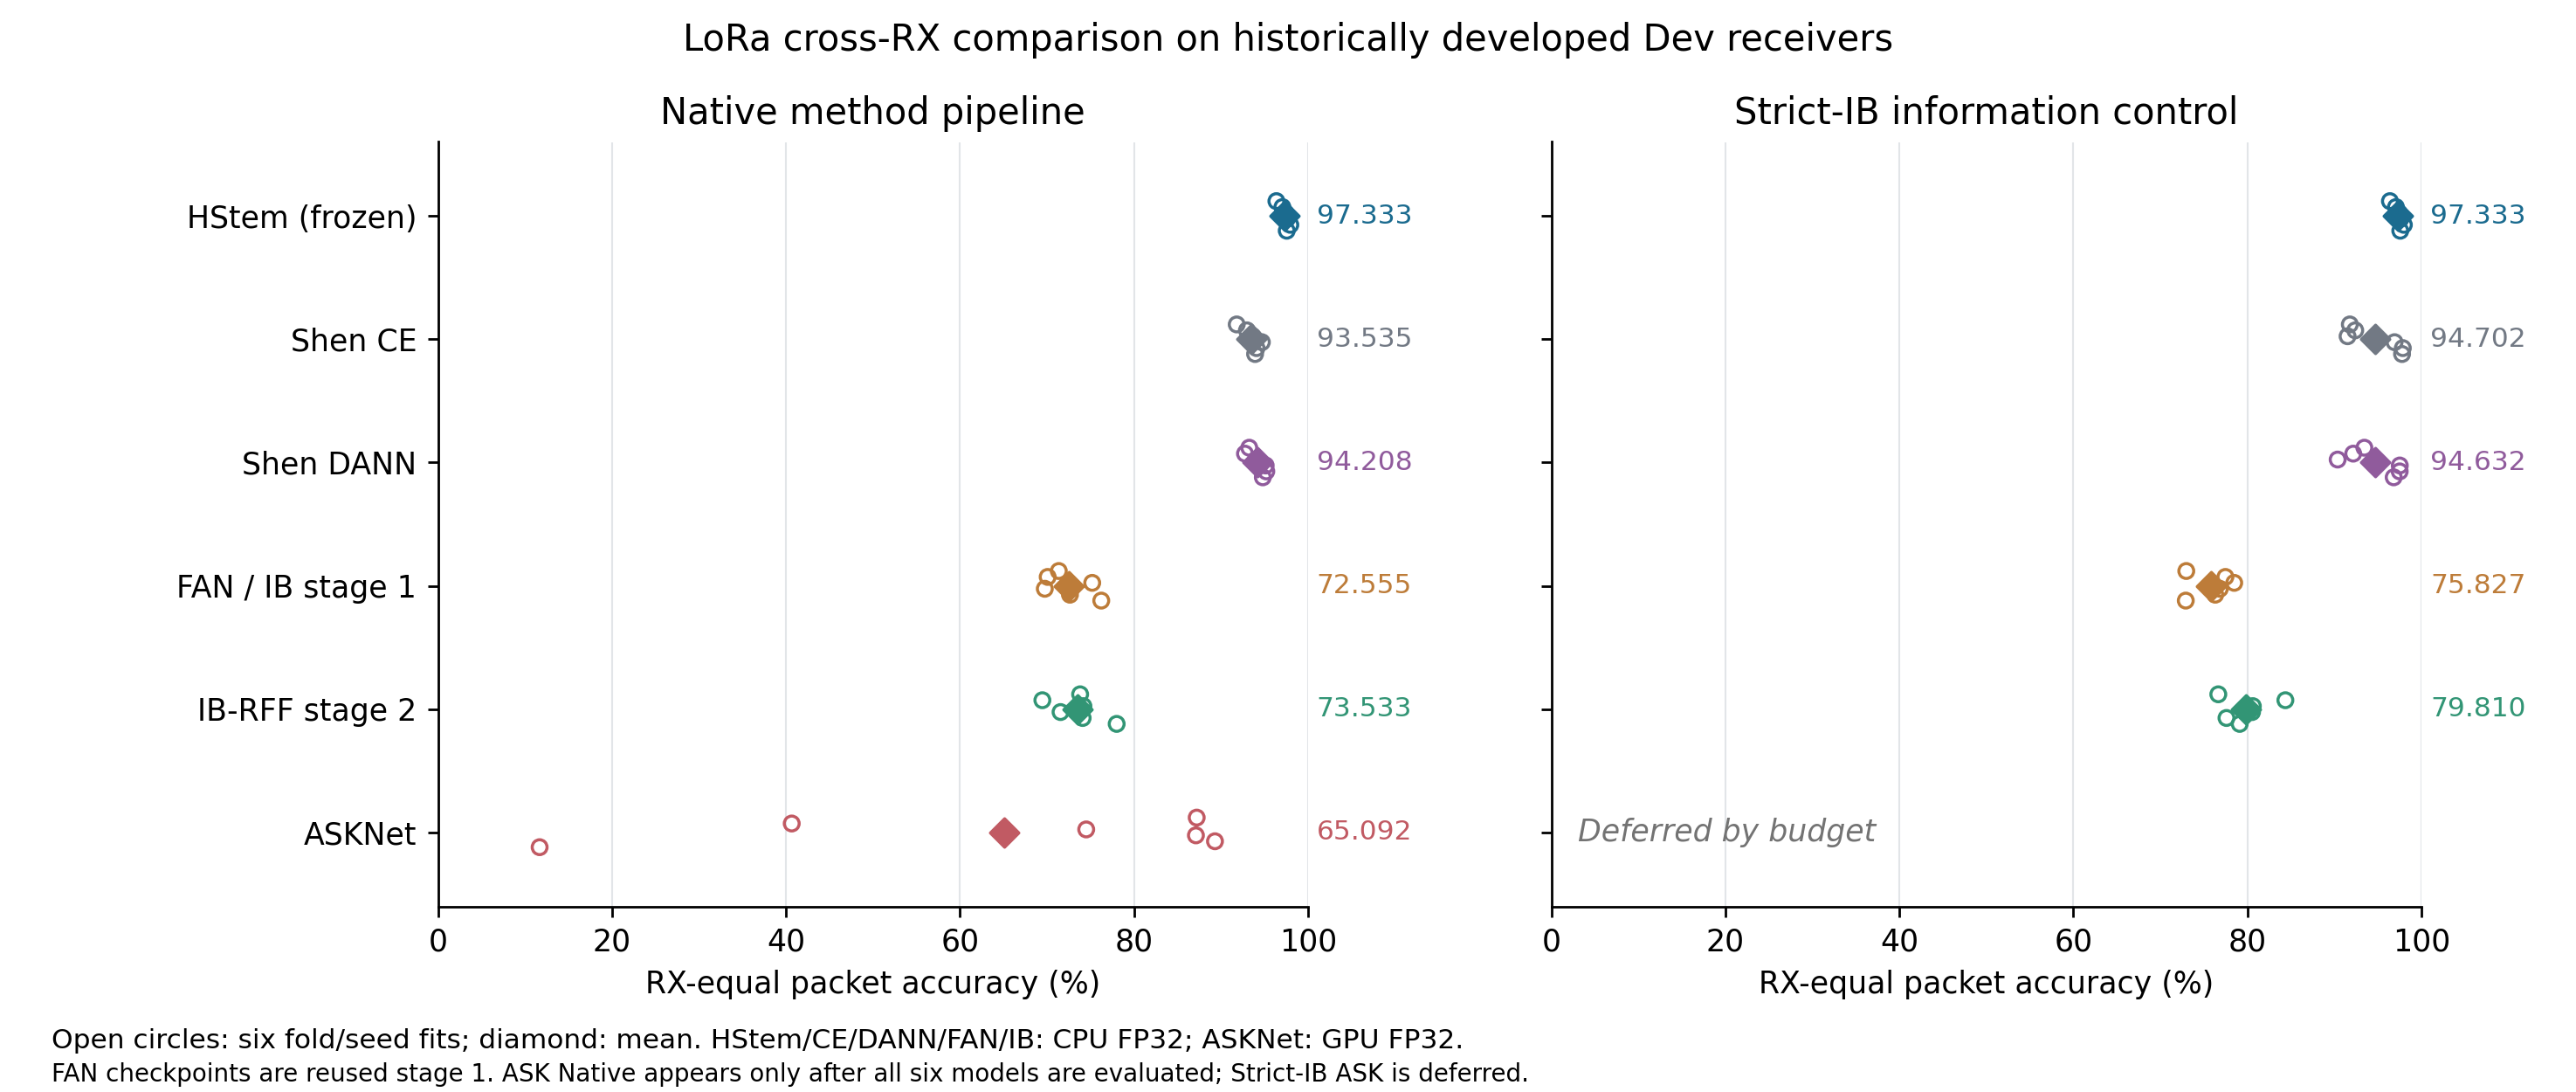 LoRa cross-RX comparison on historically developed Dev receivers
Native method pipeline
Strict-IB information control
HStem (frozen)
97.333
97.333
Shen CE
93.535
94.702
Shen DANN
94.208
94.632
FAN / IB stage 1
72.555
75.827
IB-RFF stage 2
73.533
79.810
ASKNet
65.092
Deferred by budget
0 20 40 60 80 100
0 20 40 60 80 100
RX-equal packet accuracy (%)
RX-equal packet accuracy (%)
Open circles: six fold/seed fits; diamond: mean. HStem/CE/DANN/FAN/IB: CPU FP32; ASKNet: GPU FP32.
FAN checkpoints are reused stage 1. ASK Native appears only after all six models are evaluated; Strict-IB ASK is deferred.